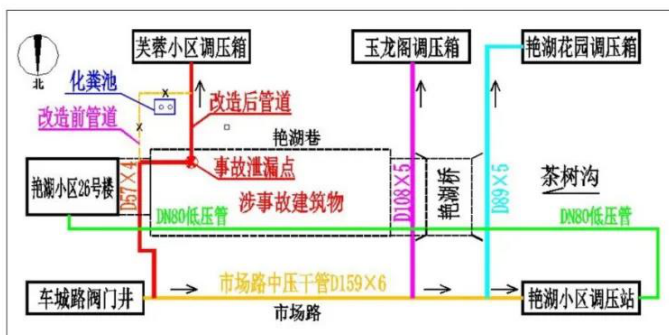 芙蓉小区调压箱
玉龙阁调压箱
艳湖花园调压箱
北
化粪池
改造前管道
改造后管道
艳湖巷
艳湖小区26号楼
D57×4
事故泄漏点
涉事故建筑物
D108×5
艳湖桥
D89×5
茶树沟
DN80低压管
DN80低压管
车城路阀门井
市场路中压干管D159×6
市场路
艳湖小区调压站